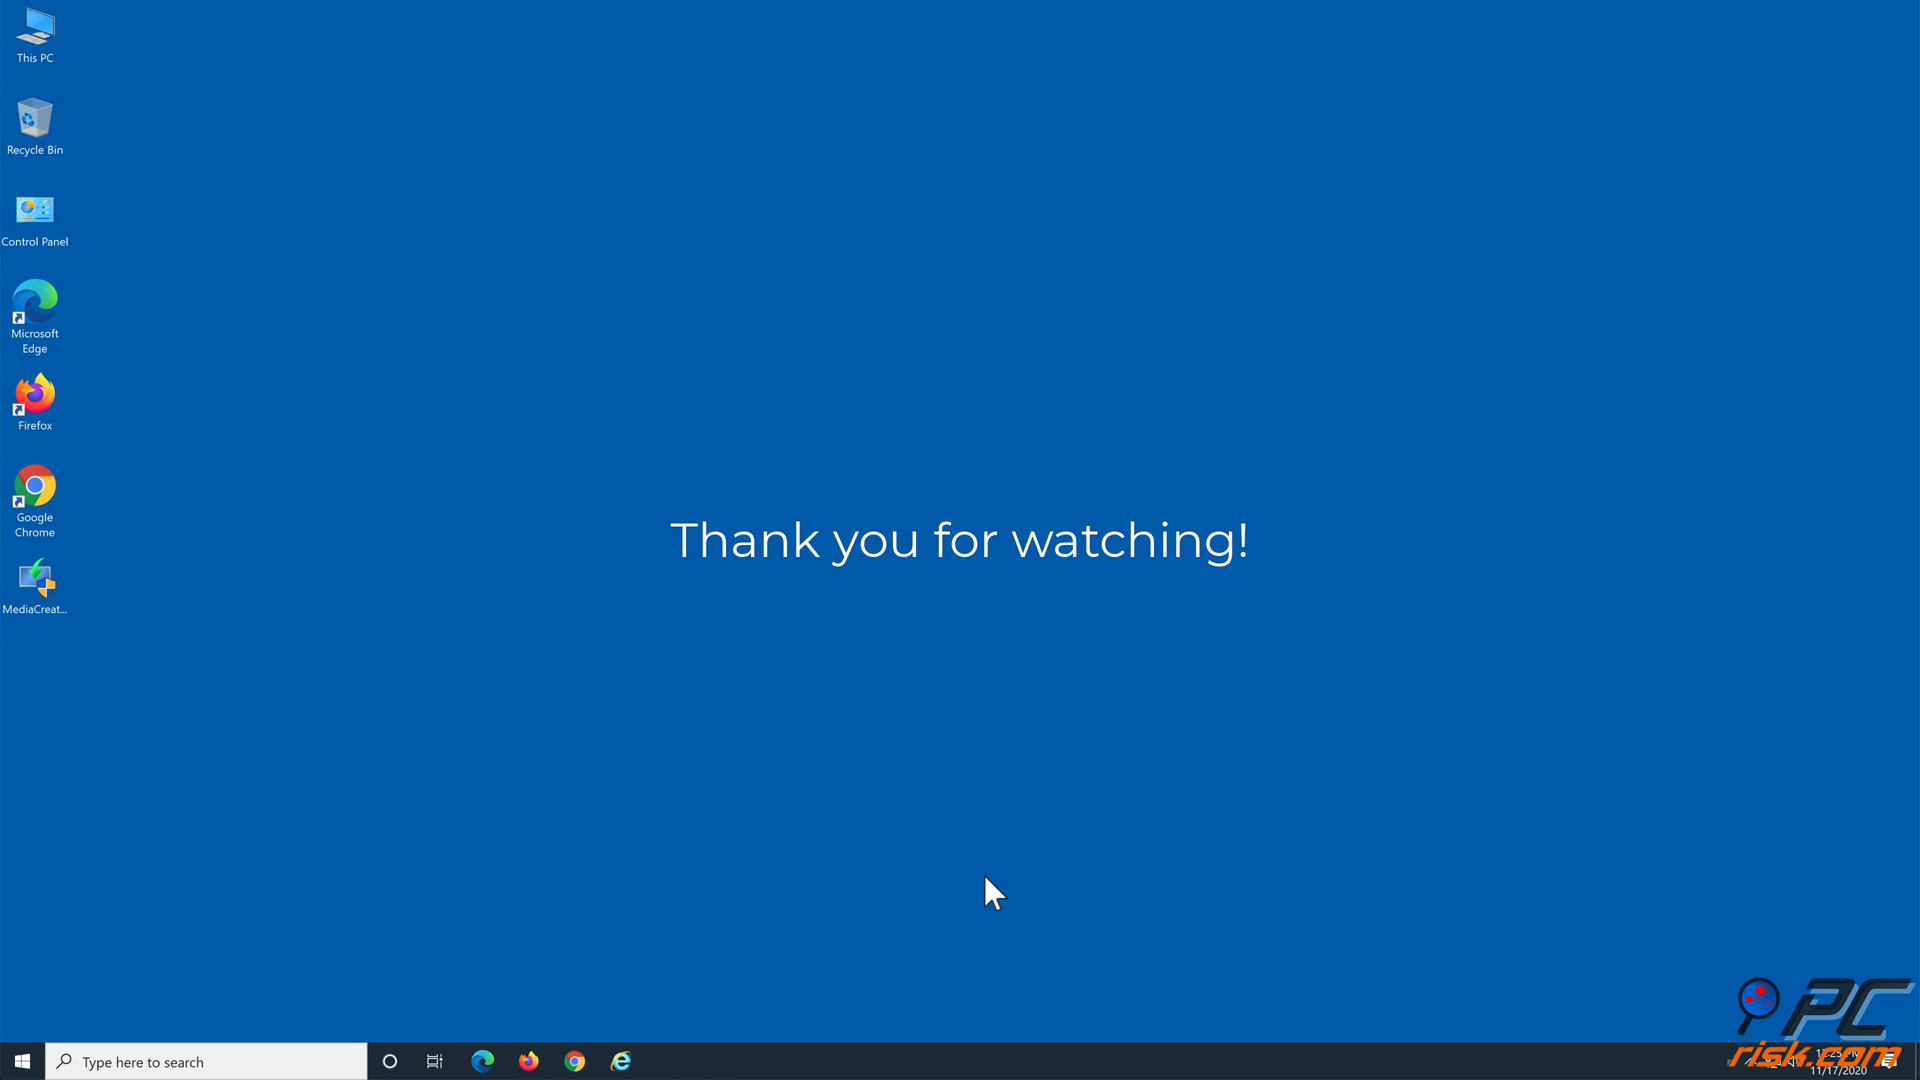 This PC
Recycle Bin
Control Panel
Microsoft
Edge
Firefox
Google
Chrome
MediaCreat...
Thank you for watching!
PC
risk.com
Type here to search
11/17/2020